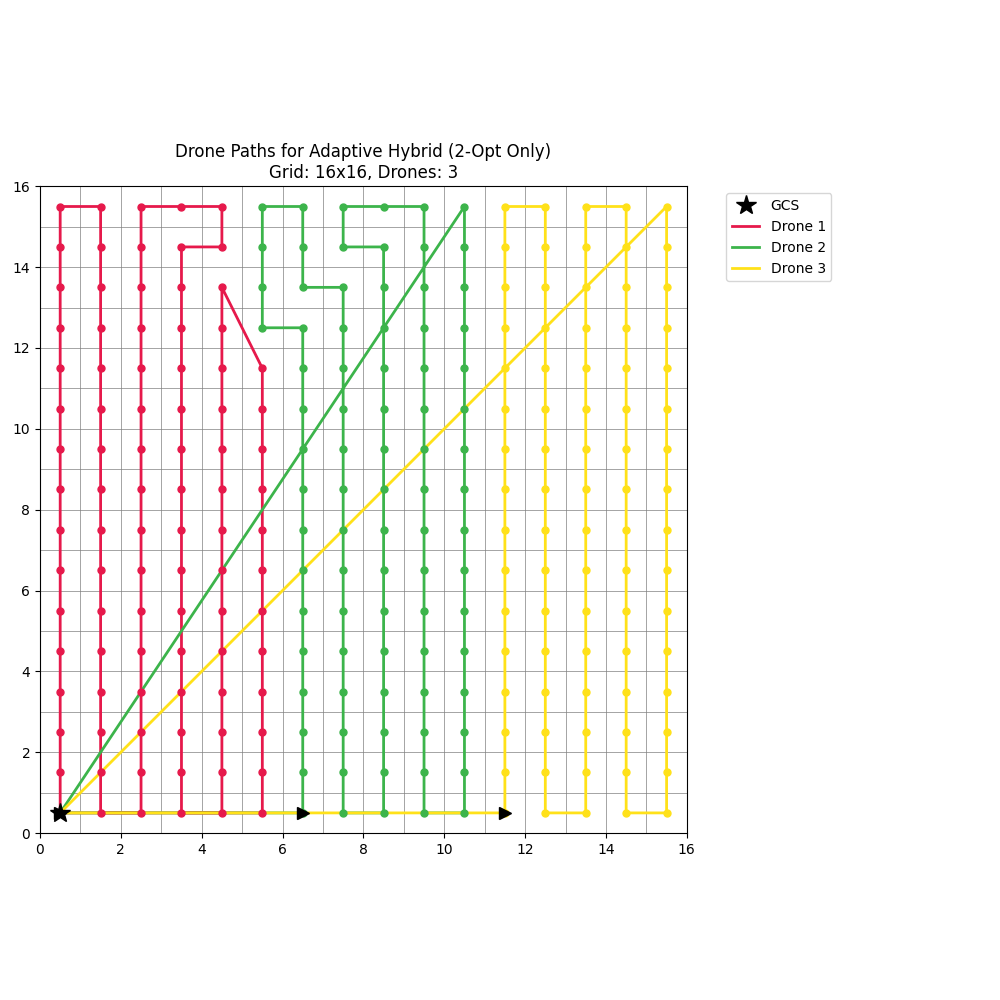 Drone Paths for Adaptive Hybrid (2-Opt Only)
Grid: 16x16, Drones: 3
16
14
12
10
8
6
4
2
0
0 2 4 6 8 10 12 14 16
GCS
Drone 1
Drone 2
Drone 3